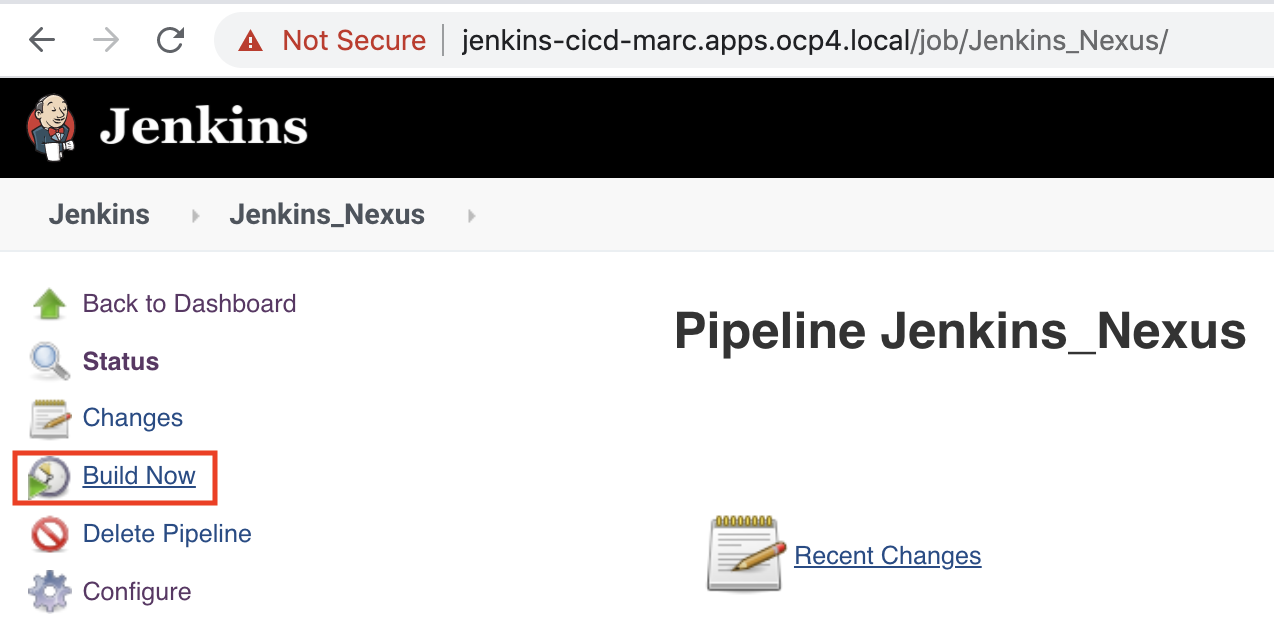 Not Secure jenkins-cicd-marc.apps.ocp4.local/job/Jenkins_Nexus/
Jenkins
Jenkins Jenkins_Nexus
Back to Dashboard
Status
Changes
Build Now
Delete Pipeline
Configure
Pipeline Jenkins_Nexus
Recent Changes